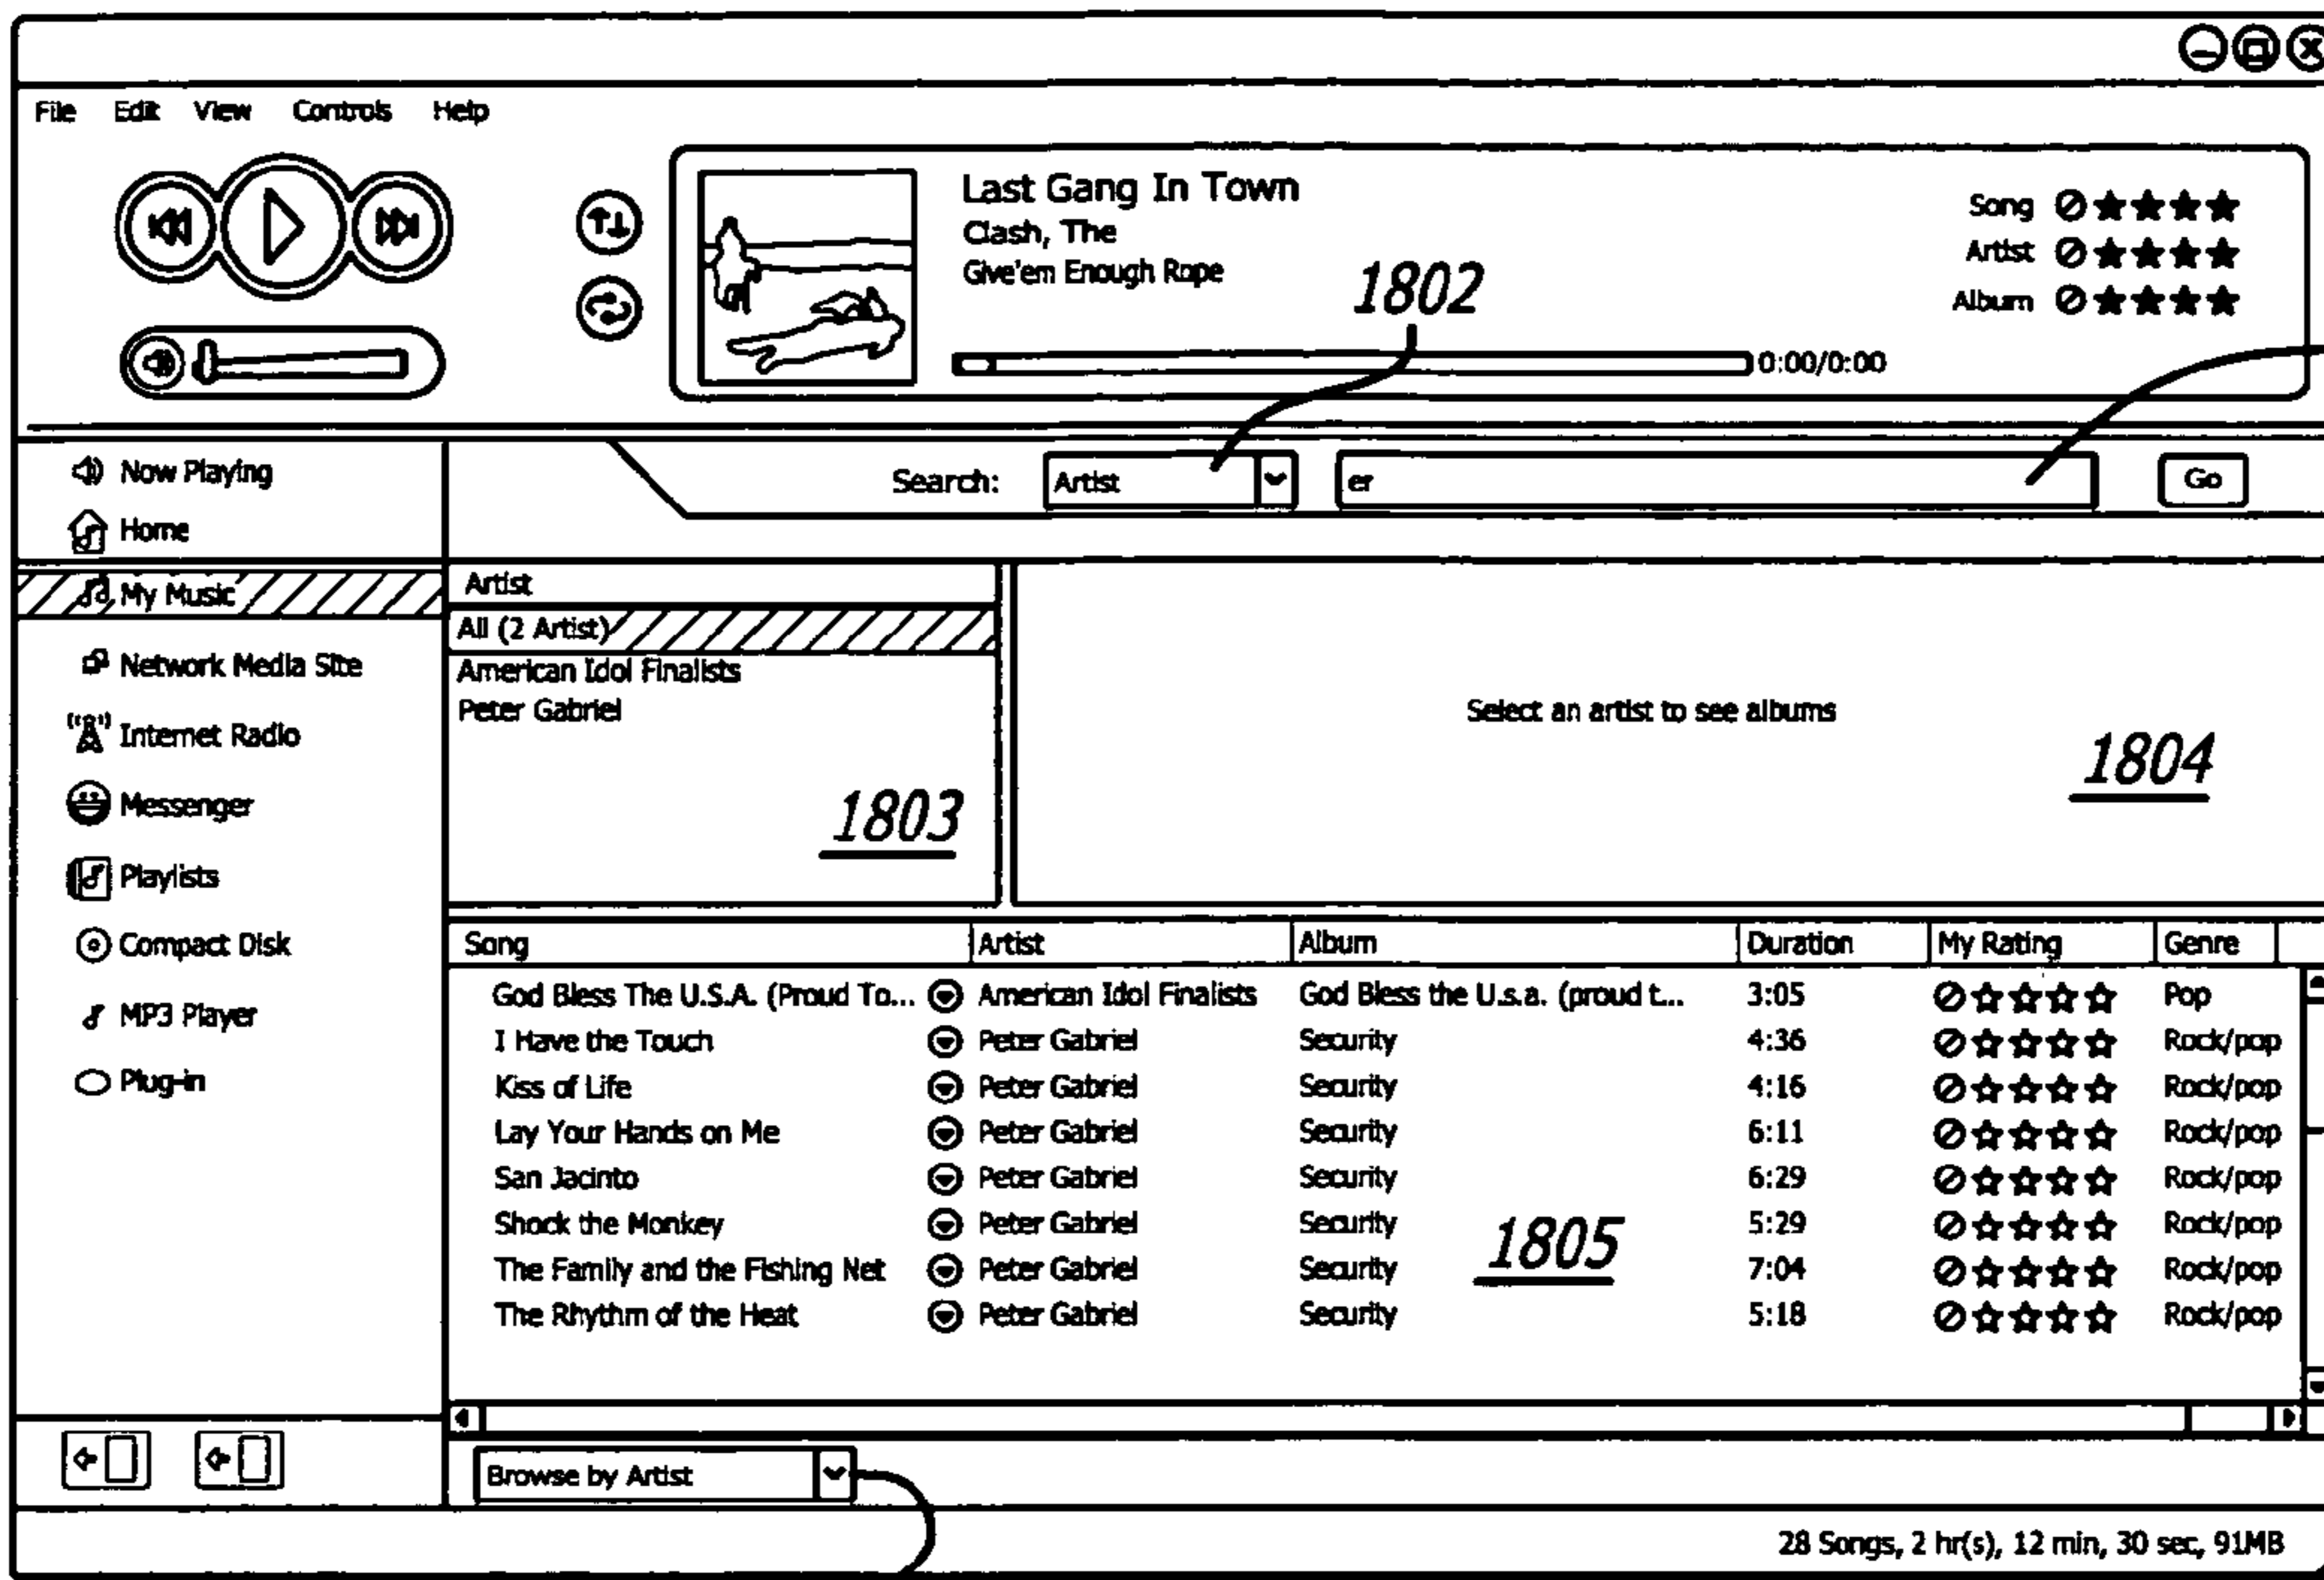 File Edit View Controls Help
Last Gang In Town
Clash, The
Give'em Enough Rope
1802
Song
Artist
Album
0:00/0:00
Now Playing
Home
Search: Artist er Go
My Music
Network Media Site
Internet Radio
Messenger
Playlists
Compact Disk
MP3 Player
Plug-in
Artist
All (2 Artist)
American Idol Finalists
Peter Gabriel
1803
Select an artist to see albums
1804
Song Artist Album Duration My Rating Genre
God Bless The U.S.A. (Proud To... American Idol Finalists God Bless the U.s.a. (proud t... 3:05 Pop
I Have the Touch Peter Gabriel Security 4:36 Rock/pop
Kiss of Life Peter Gabriel Security 4:16 Rock/pop
Lay Your Hands on Me Peter Gabriel Security 6:11 Rock/pop
San Jacinto Peter Gabriel Security 6:29 Rock/pop
Shock the Monkey Peter Gabriel Security 5:29 Rock/pop
The Family and the Fishing Net Peter Gabriel Security 7:04 Rock/pop
The Rhythm of the Heat Peter Gabriel Security 5:18 Rock/pop
1805
Browse by Artist
28 Songs, 2 hr(s), 12 min, 30 sec, 91MB